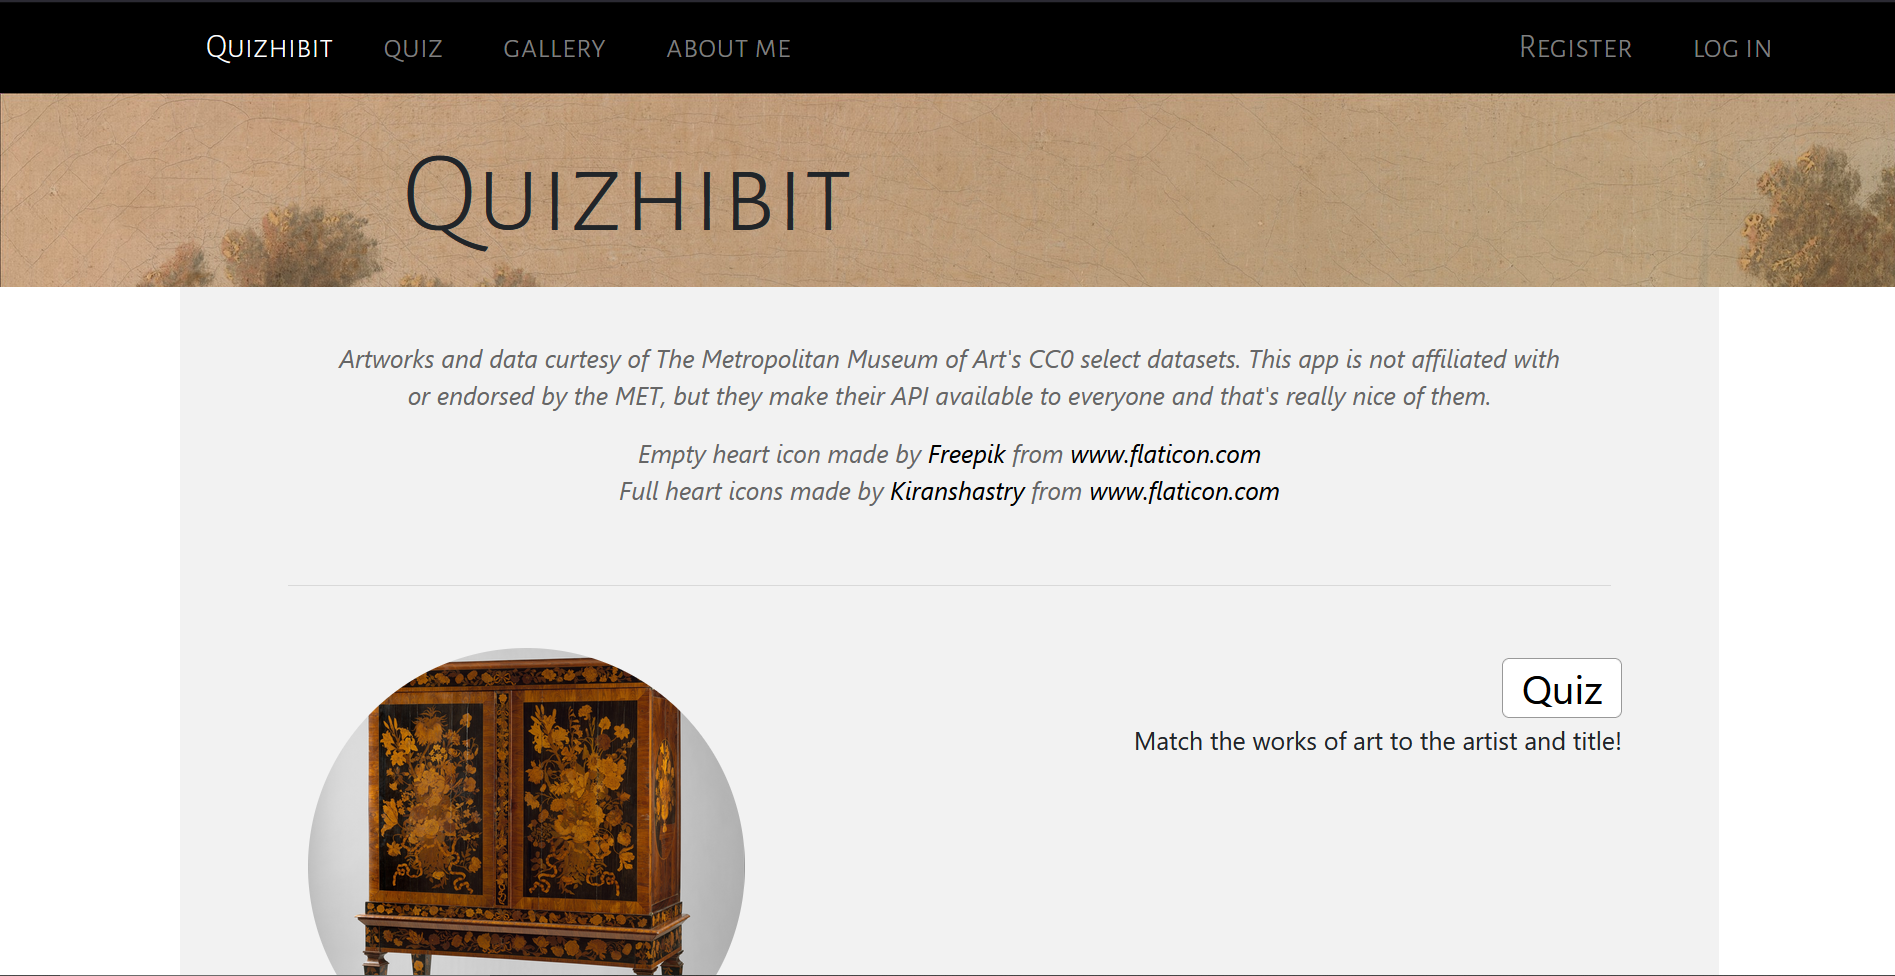 Quizhibit quiz gallery about me Register log in
Quizhibit
Artworks and data curtesy of The Metropolitan Museum of Art's CC0 select datasets. This app is not affiliated with
or endorsed by the MET, but they make their API available to everyone and that's really nice of them.
Empty heart icon made by Freepik from www.flaticon.com
Full heart icons made by Kiranshastry from www.flaticon.com
Quiz
Match the works of art to the artist and title!